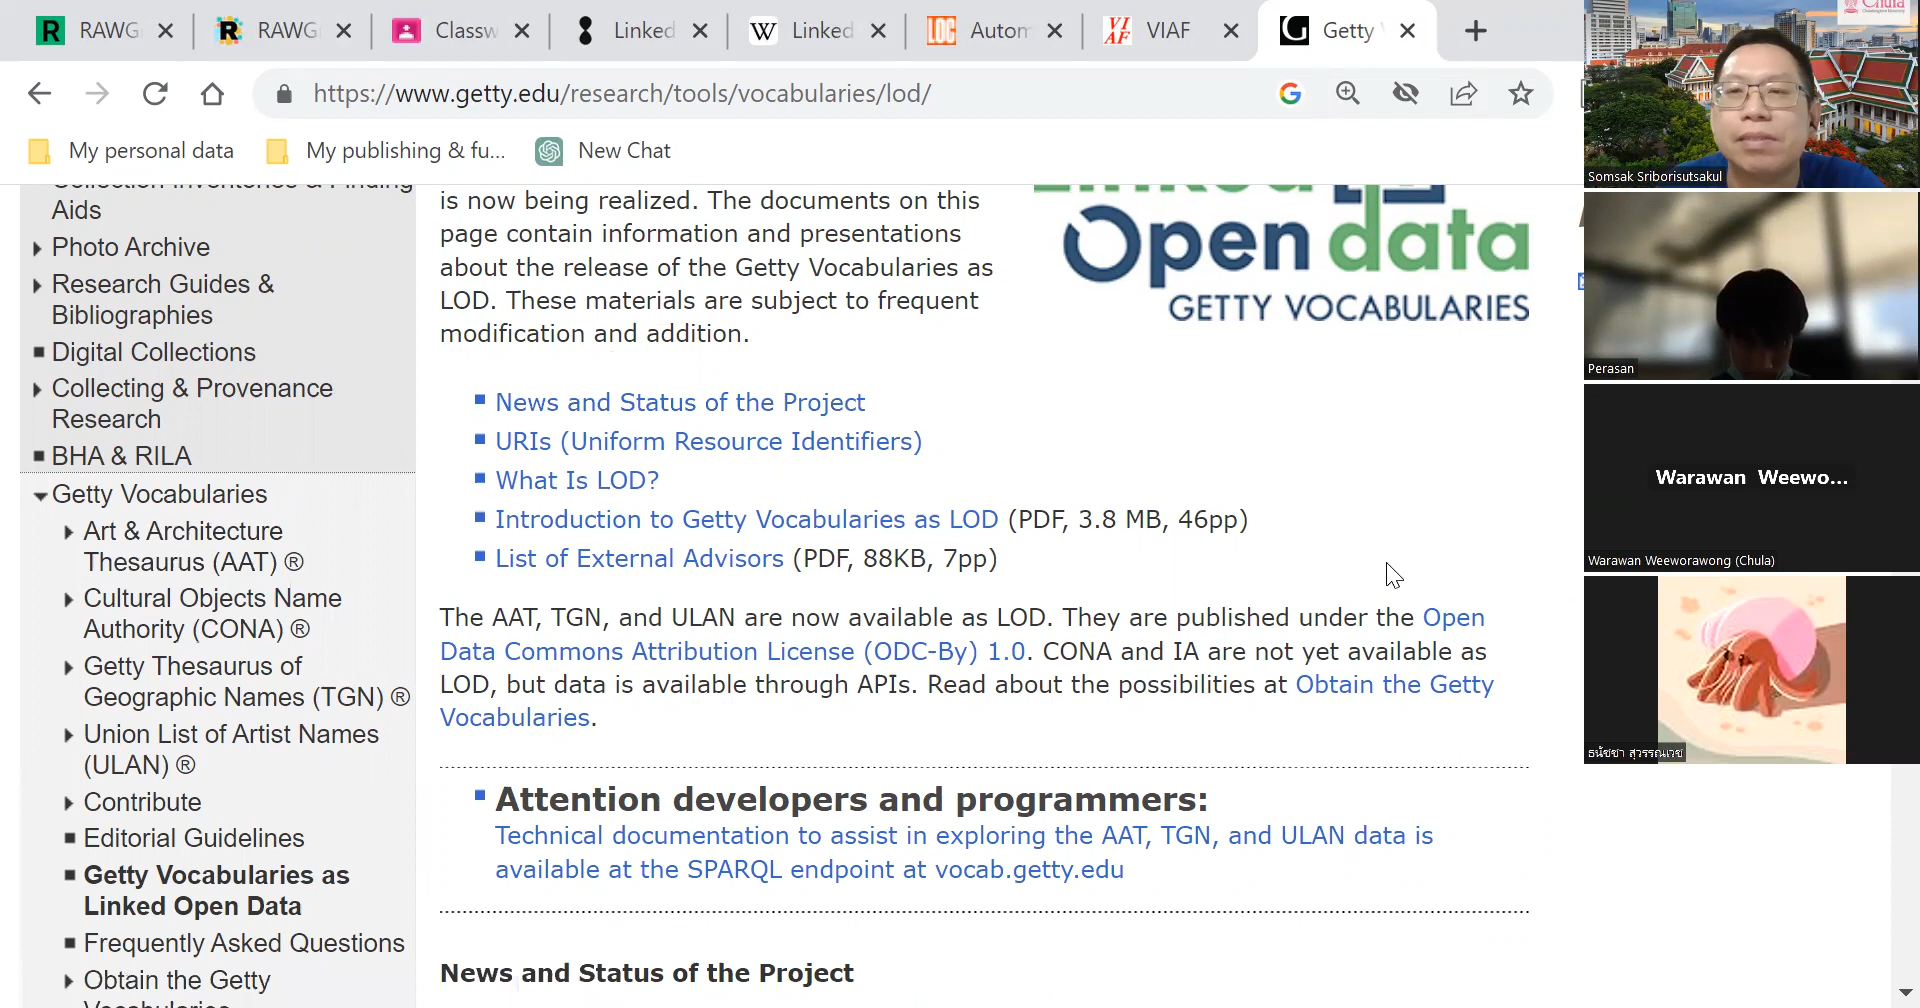 RAWG
RAWG
Classw
Linked
Linked
Autom
VIAF
Getty
https://www.getty.edu/research/tools/vocabularies/lod/
My personal data
My publishing & fu...
New Chat
Collection Inventories & Finding
Aids
Photo Archive
Research Guides &
Bibliographies
Digital Collections
Collecting & Provenance
Research
BHA & RILA
Getty Vocabularies
Art & Architecture
Thesaurus (AAT) ®
Cultural Objects Name
Authority (CONA) ®
Getty Thesaurus of
Geographic Names (TGN) ®
Union List of Artist Names
(ULAN) ®
Contribute
Editorial Guidelines
Getty Vocabularies as
Linked Open Data
Frequently Asked Questions
Obtain the Getty
Vocabularies
is now being realized. The documents on this
page contain information and presentations
about the release of the Getty Vocabularies as
LOD. These materials are subject to frequent
modification and addition.
Linked
Open data
GETTY VOCABULARIES
News and Status of the Project
URIs (Uniform Resource Identifiers)
What Is LOD?
Introduction to Getty Vocabularies as LOD (PDF, 3.8 MB, 46pp)
List of External Advisors (PDF, 88KB, 7pp)
The AAT, TGN, and ULAN are now available as LOD. They are published under the Open
Data Commons Attribution License (ODC-By) 1.0. CONA and IA are not yet available as
LOD, but data is available through APIs. Read about the possibilities at Obtain the Getty
Vocabularies.
Attention developers and programmers:
Technical documentation to assist in exploring the AAT, TGN, and ULAN data is
available at the SPARQL endpoint at vocab.getty.edu
News and Status of the Project
Chula
Somsak Sriborisutsakul
Perasan
Warawan Weewo...
Warawan Weeworawong (Chula)
ธนัชชา สุวรรณเวช